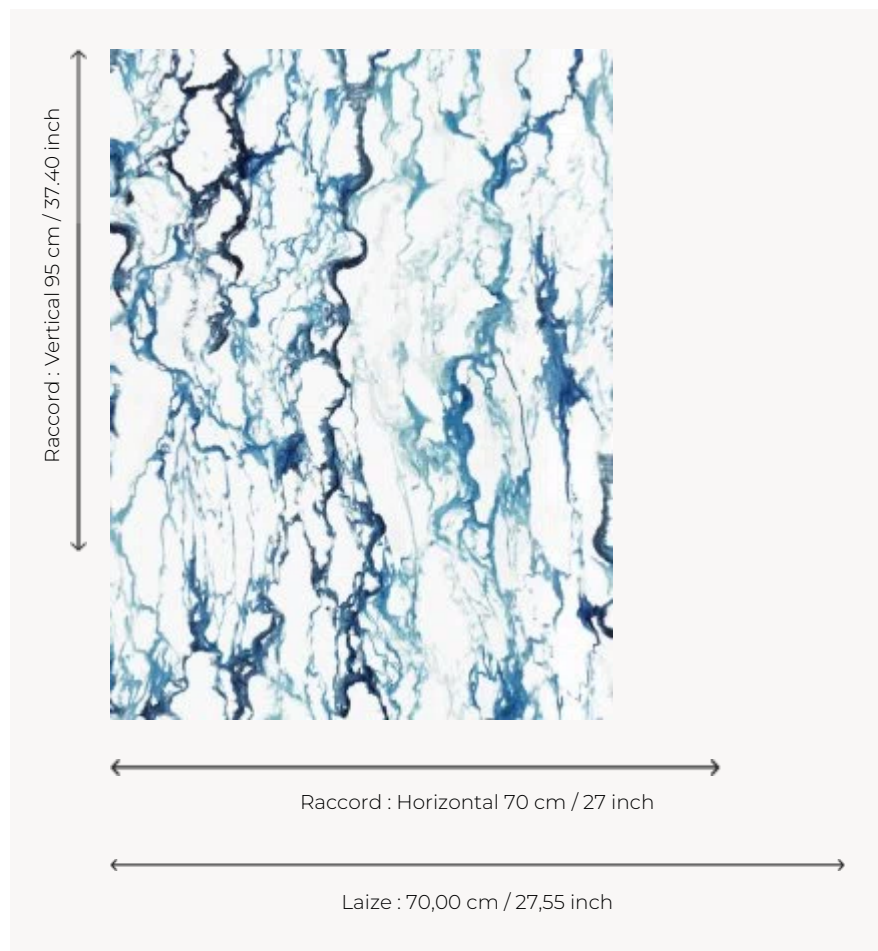 Raccord : Vertical 95 cm / 37.40 inch
Raccord : Horizontal 70 cm / 27 inch
Laize : 70,00 cm / 27,55 inch